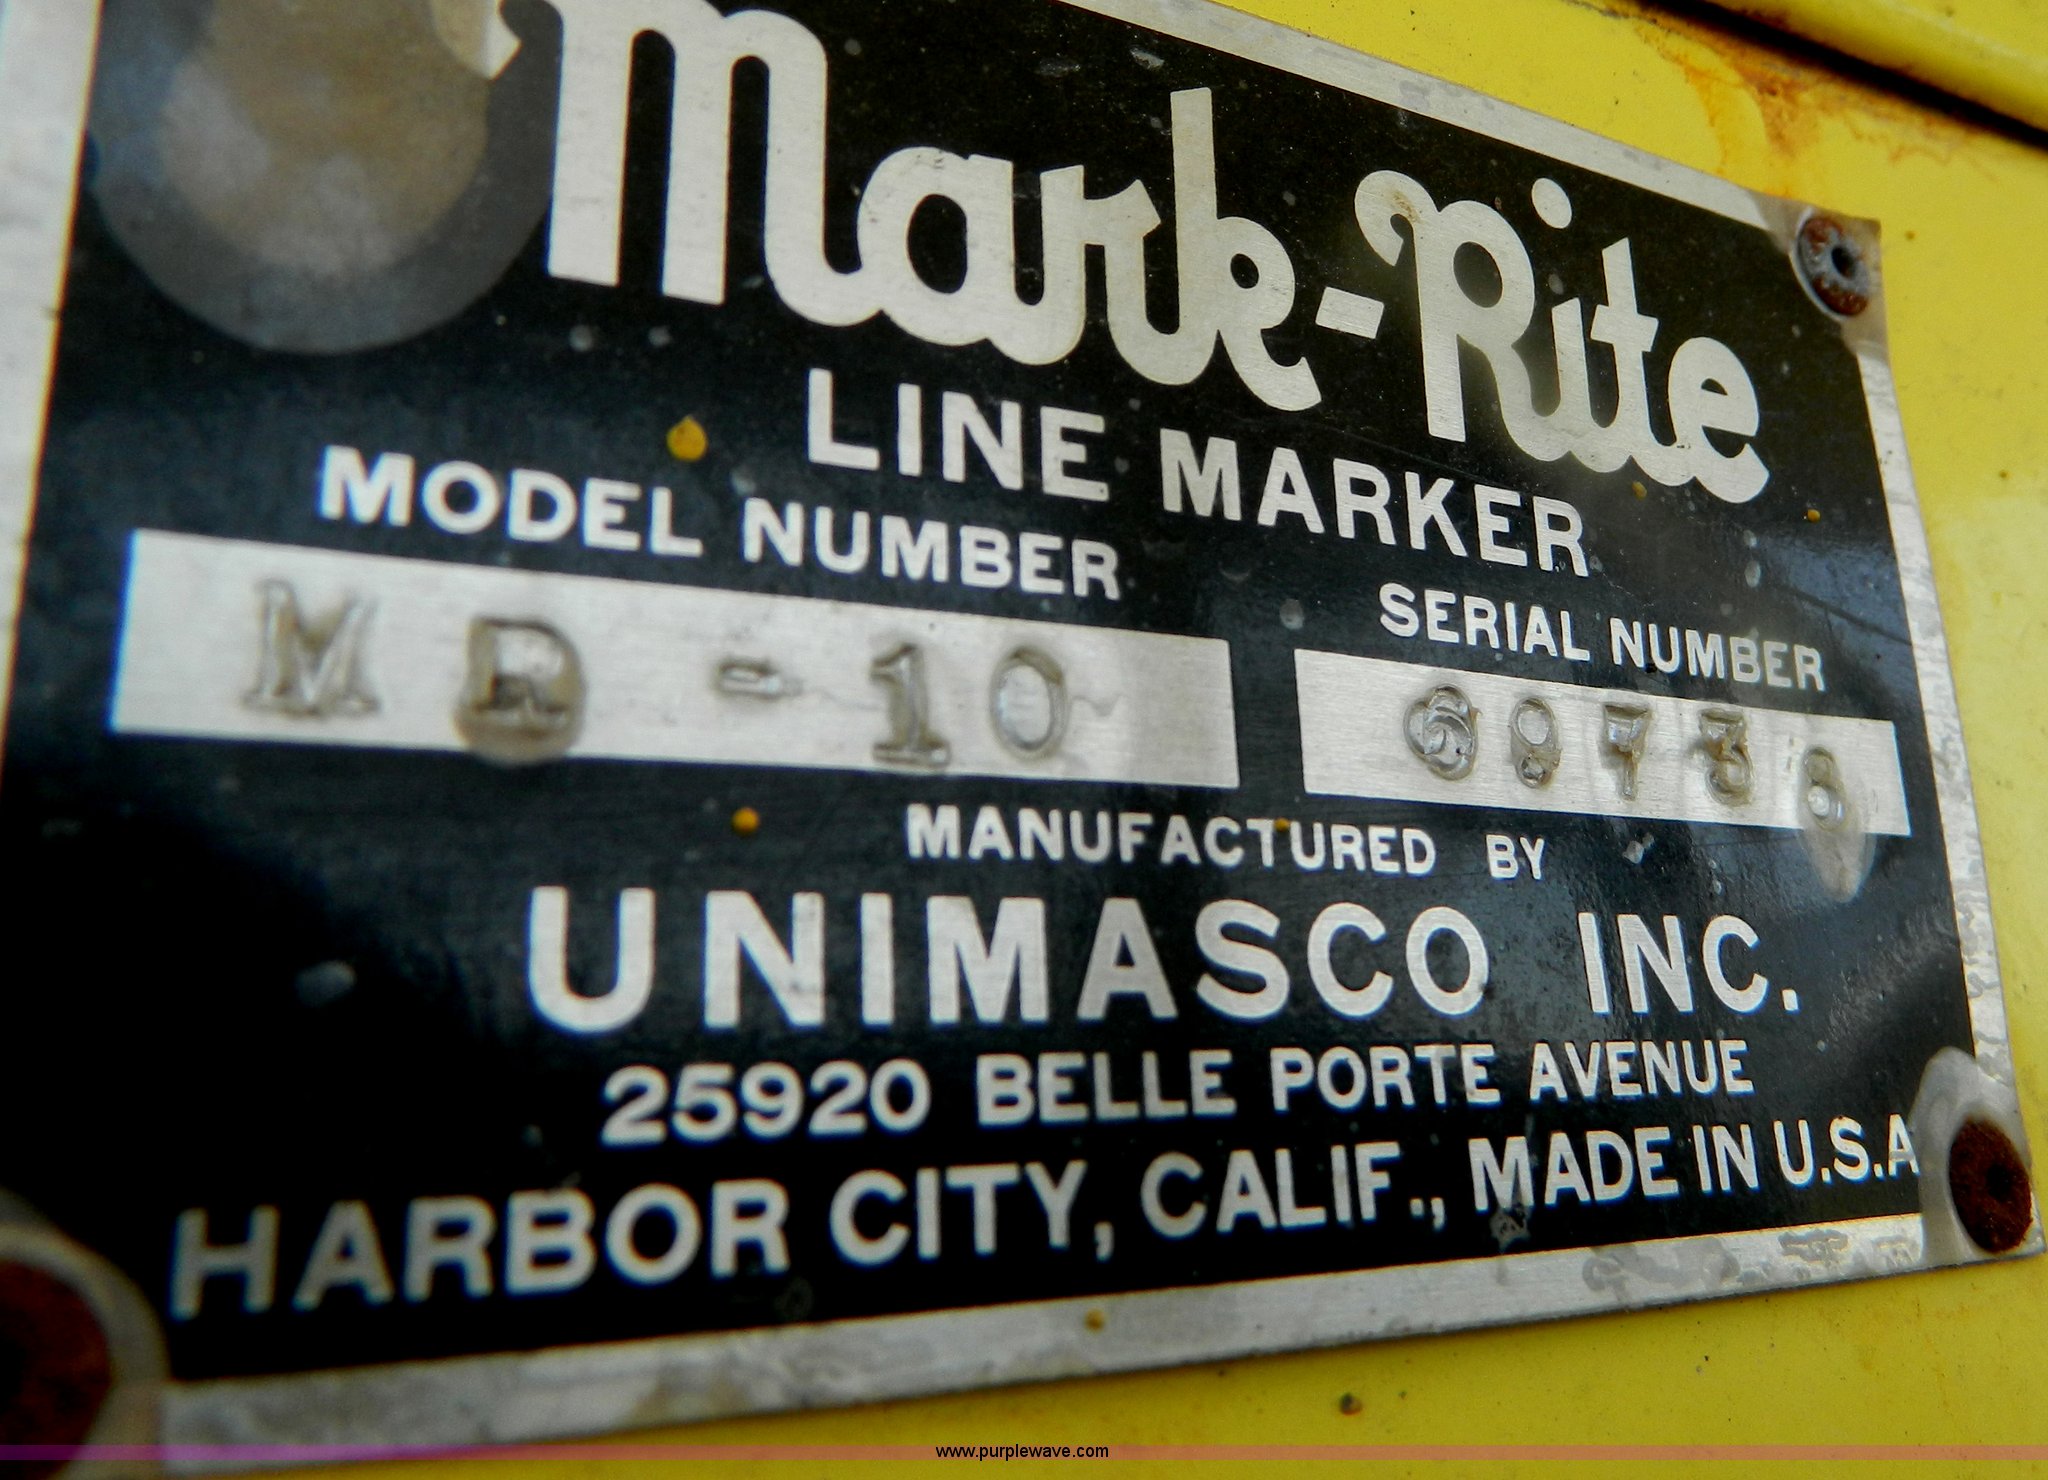 Mark-Rite
LINE MARKER
MODEL NUMBER
MR-10
SERIAL NUMBER
MANUFACTURED BY
UNIMASCO INC.
25920 BELLE PORTE AVENUE
HARBOR CITY, CALIF., MADE IN U.S.A
www.purplewave.com